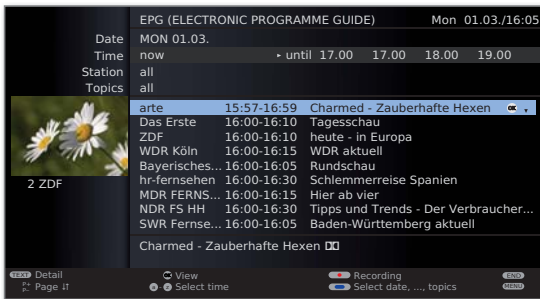 EPG (ELECTRONIC PROGRAMME GUIDE) Mon 01.03./16:05
Date MON 01.03.
Time now ▸ until 17.00 17.00 18.00 19.00
Station all
Topics all
arte 15:57-16:59 Charmed - Zauberhafte Hexen OK
Das Erste 16:00-16:10 Tagesschau
ZDF 16:00-16:10 heute - in Europa
WDR Köln 16:00-16:15 WDR aktuell
Bayerisches... 16:00-16:05 Rundschau
hr-fernsehen 16:00-16:30 Schlemmerreise Spanien
MDR FERNS... 16:00-16:15 Hier ab vier
NDR FS HH 16:00-16:30 Tipps und Trends - Der Verbraucher...
SWR Fernse... 16:00-16:05 Baden-Württemberg aktuell
2 ZDF
Charmed - Zauberhafte Hexen
TEXT Detail OK View Recording END
P+ P- Page Select time Select date, ..., topics MENU